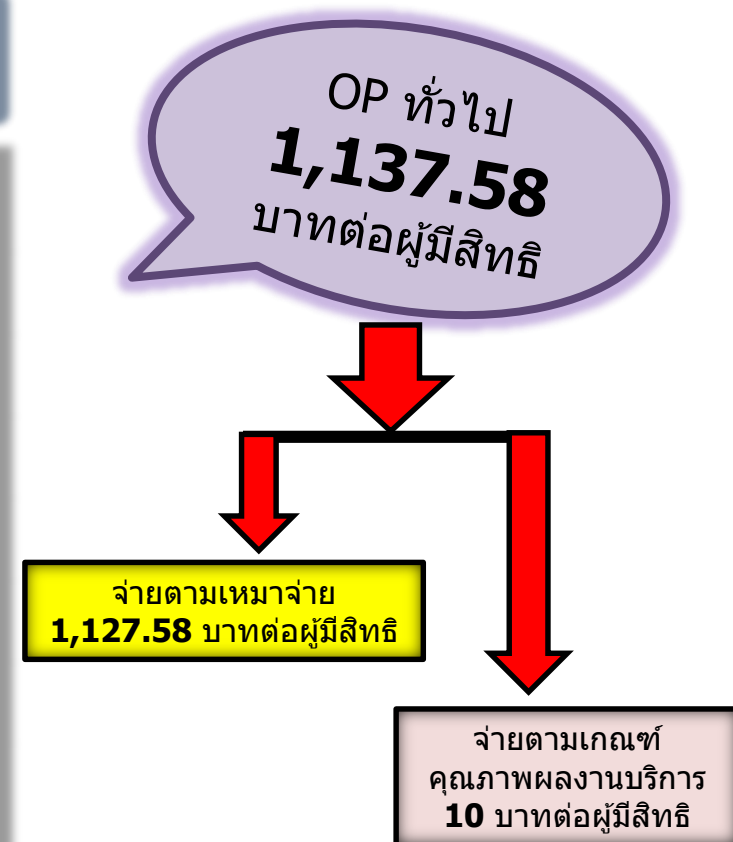 OP ทั่วไป
1,137.58
บาทต่อผู้มีสิทธิ
จ่ายตามเหมาจ่าย
1,127.58 บาทต่อผู้มีสิทธิ
จ่ายตามเกณฑ์
คุณภาพผลงานบริการ
10 บาทต่อผู้มีสิทธิ